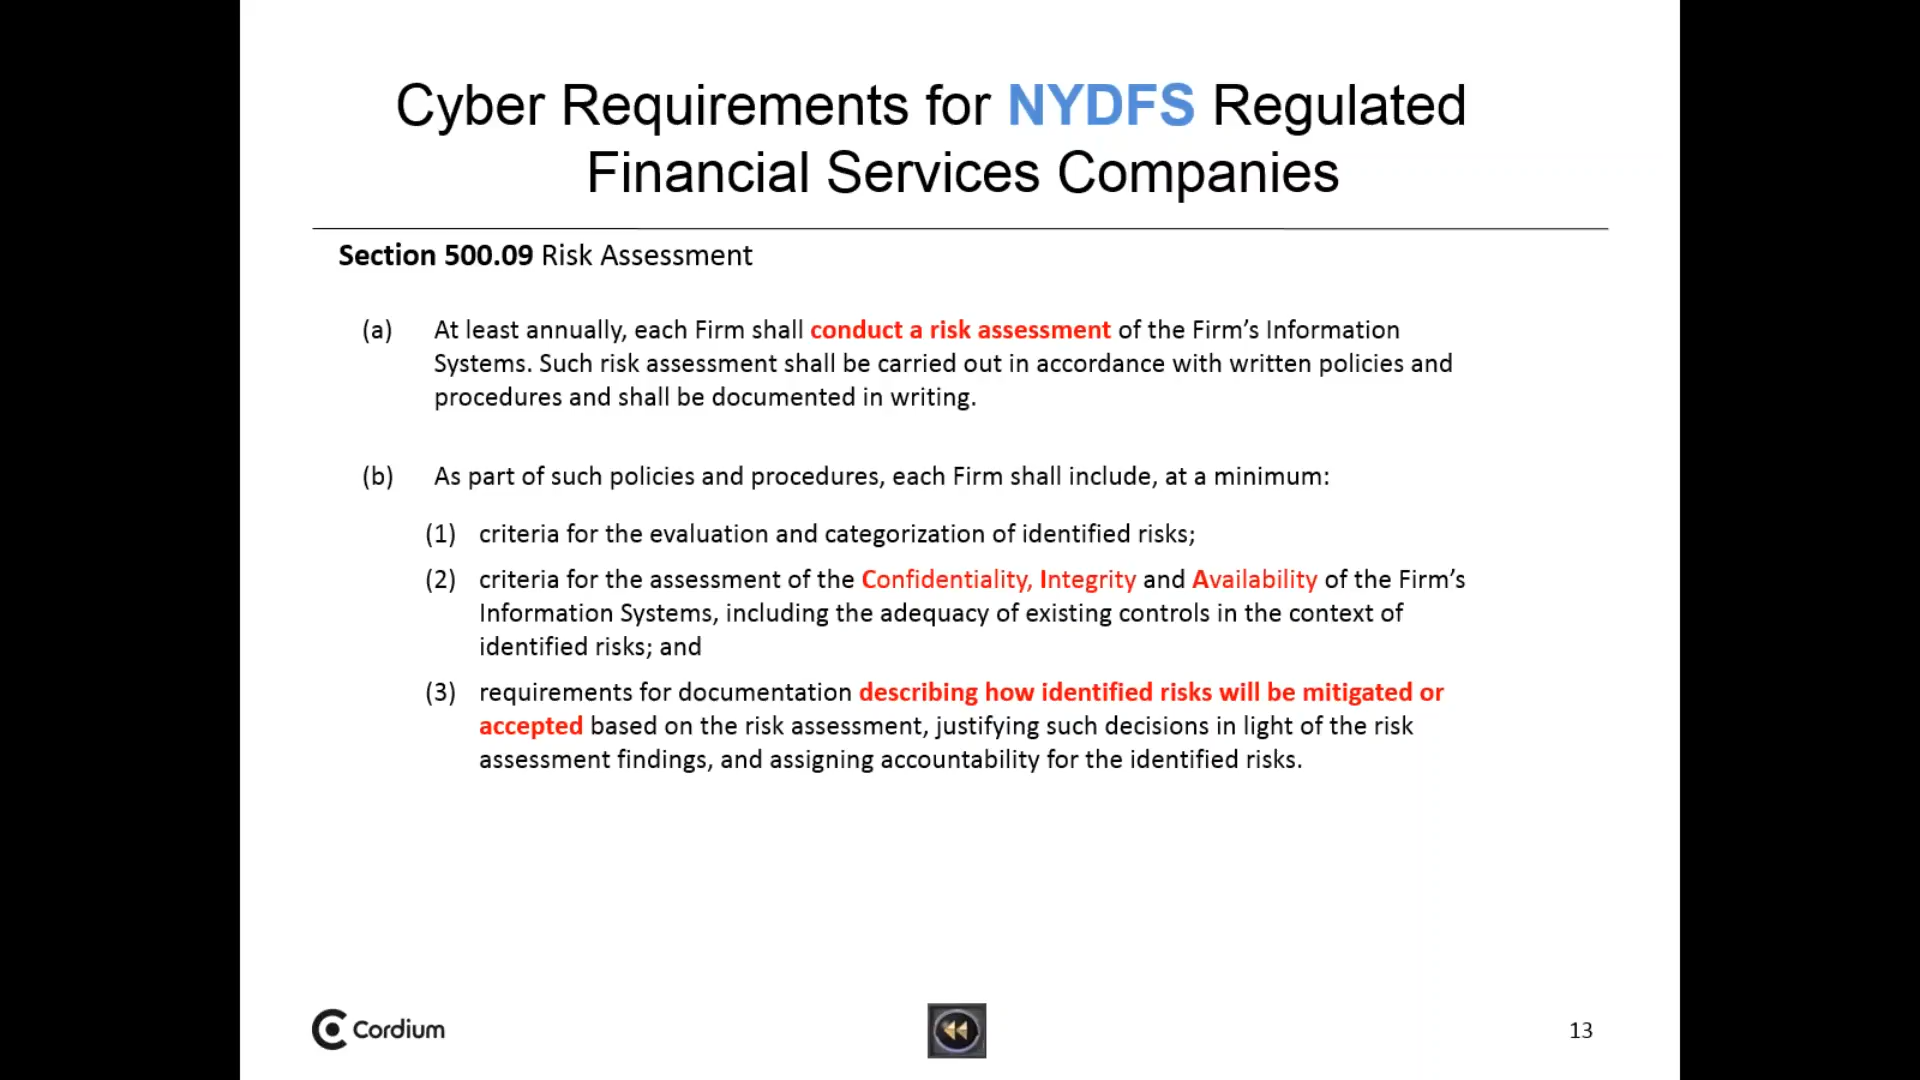 Cyber Requirements for NYDFS Regulated
Financial Services Companies
Section 500.09 Risk Assessment
(a) At least annually, each Firm shall conduct a risk assessment of the Firm’s Information
Systems. Such risk assessment shall be carried out in accordance with written policies and
procedures and shall be documented in writing.
(b) As part of such policies and procedures, each Firm shall include, at a minimum:
(1) criteria for the evaluation and categorization of identified risks;
(2) criteria for the assessment of the Confidentiality, Integrity and Availability of the Firm’s
Information Systems, including the adequacy of existing controls in the context of
identified risks; and
(3) requirements for documentation describing how identified risks will be mitigated or
accepted based on the risk assessment, justifying such decisions in light of the risk
assessment findings, and assigning accountability for the identified risks.
Cordium
13